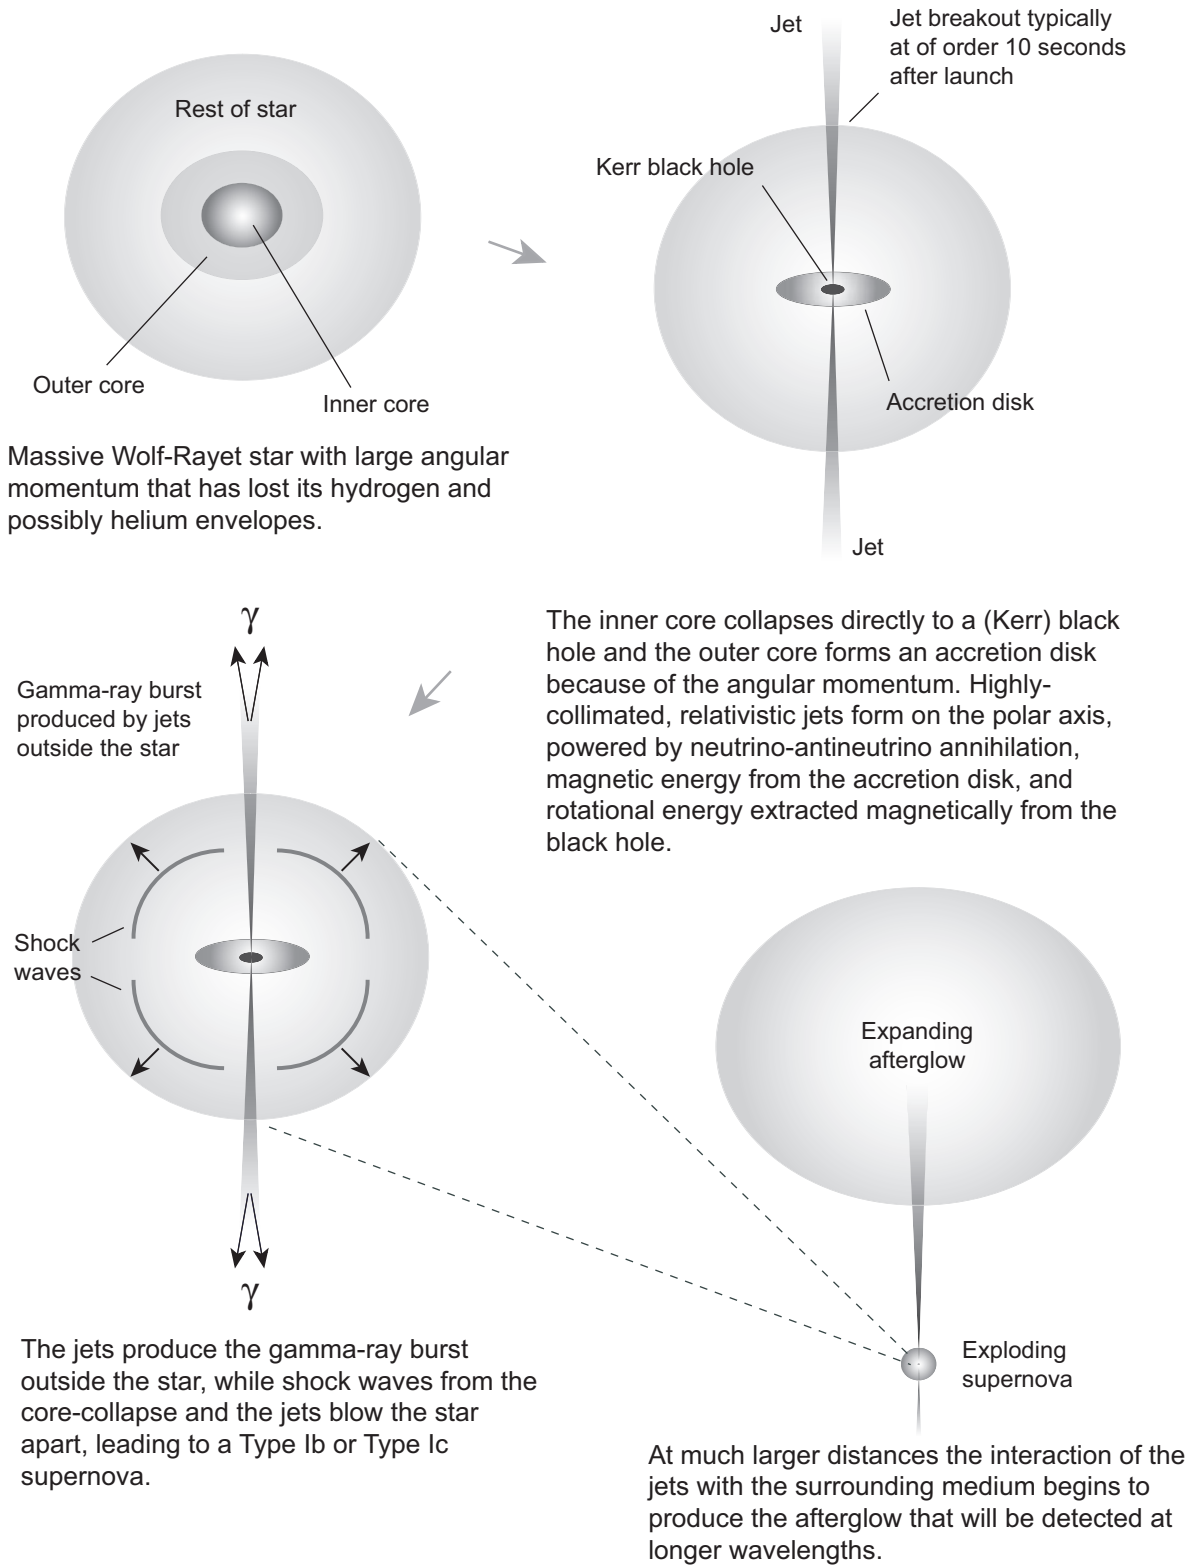 Rest of star
Outer core
Inner core
Massive Wolf-Rayet star with large angular
momentum that has lost its hydrogen and
possibly helium envelopes.
Jet
Jet breakout typically
at of order 10 seconds
after launch
Kerr black hole
Accretion disk
Jet
The inner core collapses directly to a (Kerr) black
hole and the outer core forms an accretion disk
because of the angular momentum. Highly-
collimated, relativistic jets form on the polar axis,
powered by neutrino-antineutrino annihilation,
magnetic energy from the accretion disk, and
rotational energy extracted magnetically from the
black hole.
γ
Gamma-ray burst
produced by jets
outside the star
Shock
waves
γ
The jets produce the gamma-ray burst
outside the star, while shock waves from the
core-collapse and the jets blow the star
apart, leading to a Type Ib or Type Ic
supernova.
Expanding
afterglow
Exploding
supernova
At much larger distances the interaction of the
jets with the surrounding medium begins to
produce the afterglow that will be detected at
longer wavelengths.